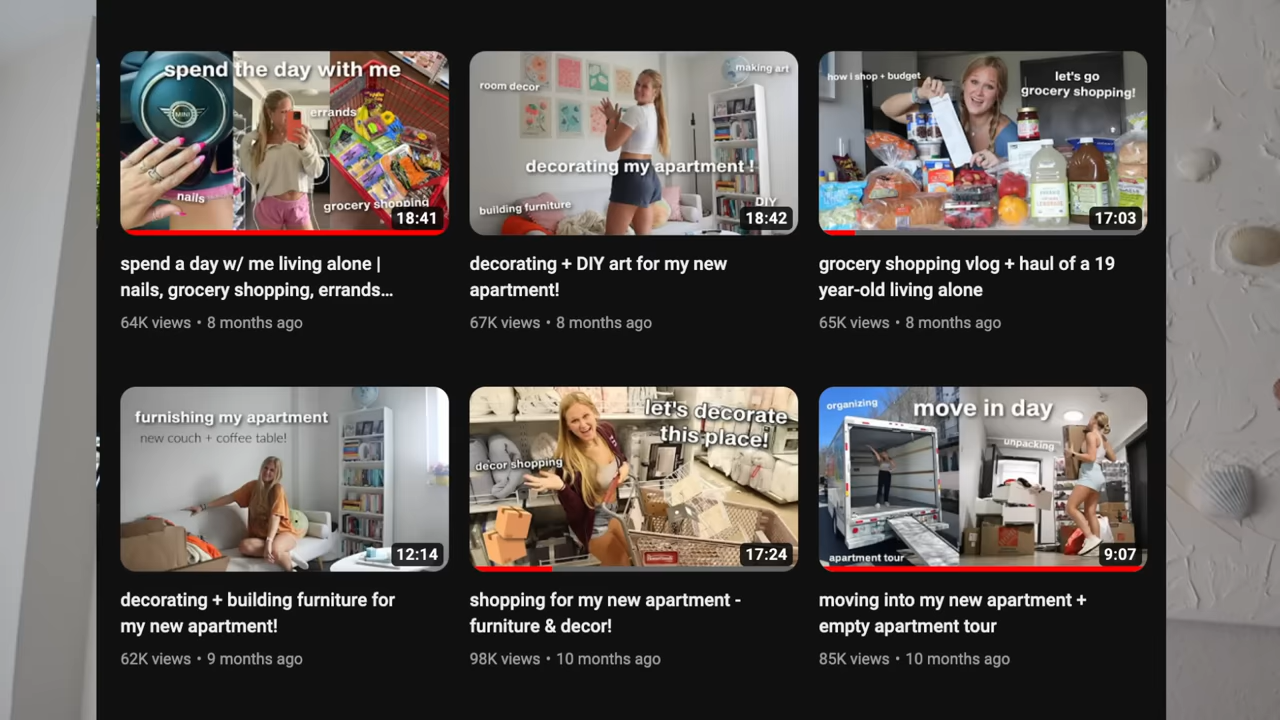 spend the day with me
MINI
errands
nails
grocery shopping
18:41
spend a day w/ me living alone |
nails, grocery shopping, errands…
64K views • 8 months ago
room decor
making art
decorating my apartment !
building furniture
DIY
18:42
decorating + DIY art for my new
apartment!
67K views • 8 months ago
how i shop + budget
let's go
grocery shopping!
17:03
grocery shopping vlog + haul of a 19
year-old living alone
65K views • 8 months ago
furnishing my apartment
new couch + coffee table!
12:14
decorating + building furniture for
my new apartment!
62K views • 9 months ago
let's decorate
this place!
decor shopping
17:24
shopping for my new apartment -
furniture & decor!
98K views • 10 months ago
organizing
move in day
unpacking
apartment tour
9:07
moving into my new apartment +
empty apartment tour
85K views • 10 months ago